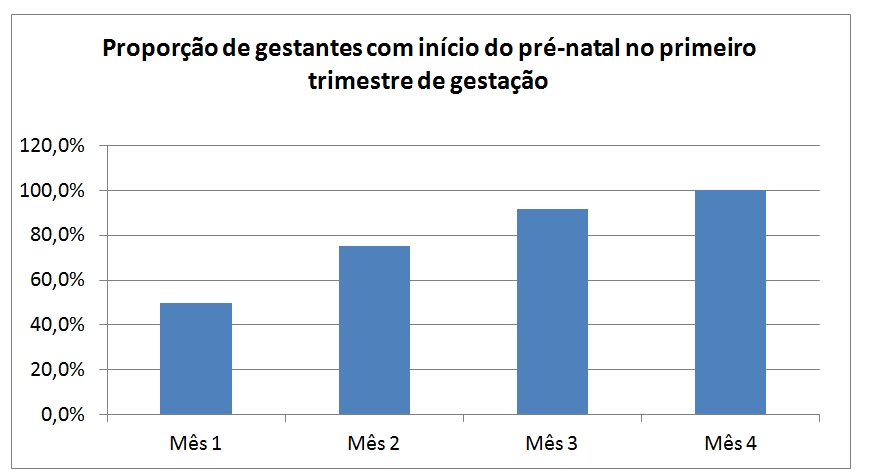 Proporção de gestantes com início do pré-natal no primeiro
trimestre de gestação
120,0%
100,0%
80,0%
60,0%
40,0%
20,0%
0,0%
Mês 1 Mês 2 Mês 3 Mês 4